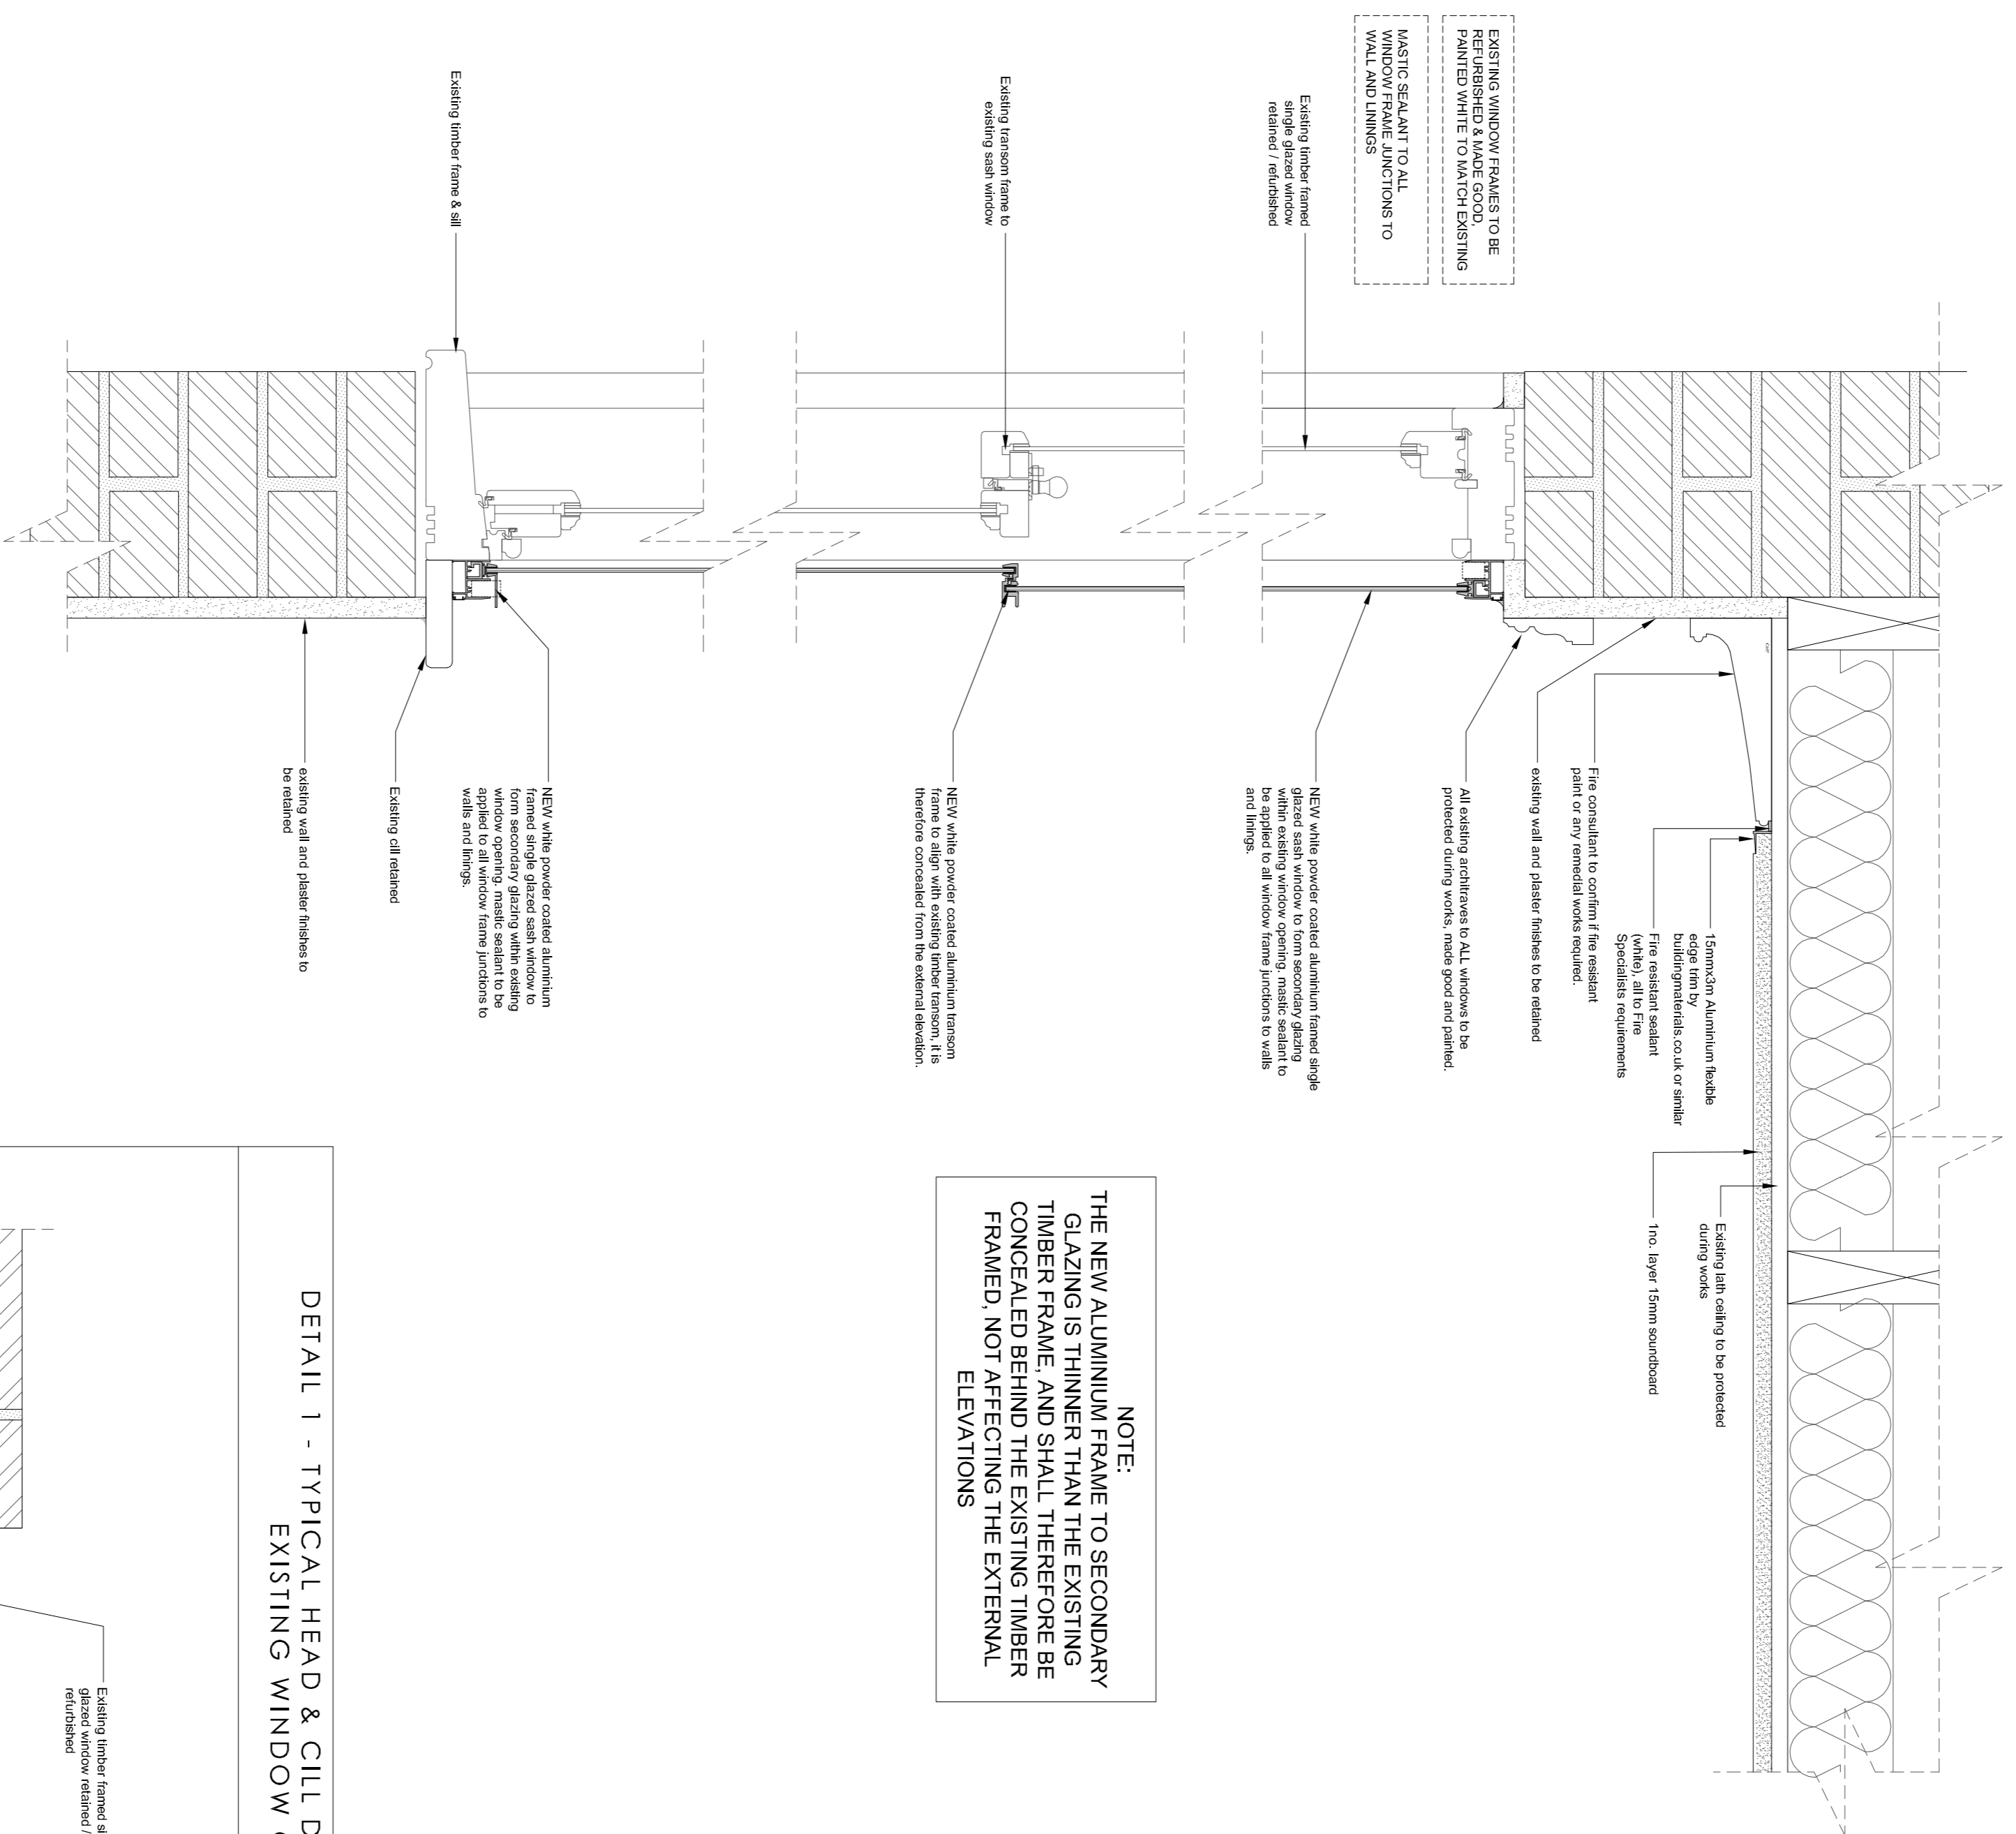 EXISTING WINDOW FRAMES TO BE
REFURBISHED & MADE GOOD,
PAINTED WHITE TO MATCH EXISTING
MASTIC SEALANT TO ALL
WINDOW FRAME JUNCTIONS TO
WALL AND LININGS
Existing timber framed
single glazed window
retained / refurbished
Existing transom frame to
existing sash window
Existing timber frame & sill
Existing lath ceiling to be protected
during works
1no. layer 15mm soundboard
15mmx3m Aluminium flexible
edge trim by
buildingmaterials.co.uk or similar
Fire resistant sealant
(white), all to Fire
Specialists requirements
Fire consultant to confirm if fire resistant
paint or any remedial works required.
existing wall and plaster finishes to be retained
All existing architraves to ALL windows to be
protected during works, made good and painted.
NEW white powder coated aluminium framed single
glazed sash window to form secondary glazing
within existing window opening. mastic sealant to
be applied to all window frame junctions to walls
and linings.
NEW white powder coated aluminium transom
frame to align with existing timber transom, it is
therefore concealed from the external elevation.
NEW white powder coated aluminium
framed single glazed sash window to
form secondary glazing within existing
window opening. mastic sealant to be
applied to all window frame junctions to
walls and linings.
Existing cill retained
existing wall and plaster finishes to
be retained
NOTE:
THE NEW ALUMINIUM FRAME TO SECONDARY
GLAZING IS THINNER THAN THE EXISTING
TIMBER FRAME, AND SHALL THEREFORE BE
CONCEALED BEHIND THE EXISTING TIMBER
FRAMED, NOT AFFECTING THE EXTERNAL
ELEVATIONS
DETAIL 1 - TYPICAL HEAD & CILL
EXISTING WINDOW
Existing timber framed
glazed window retained /
refurbished